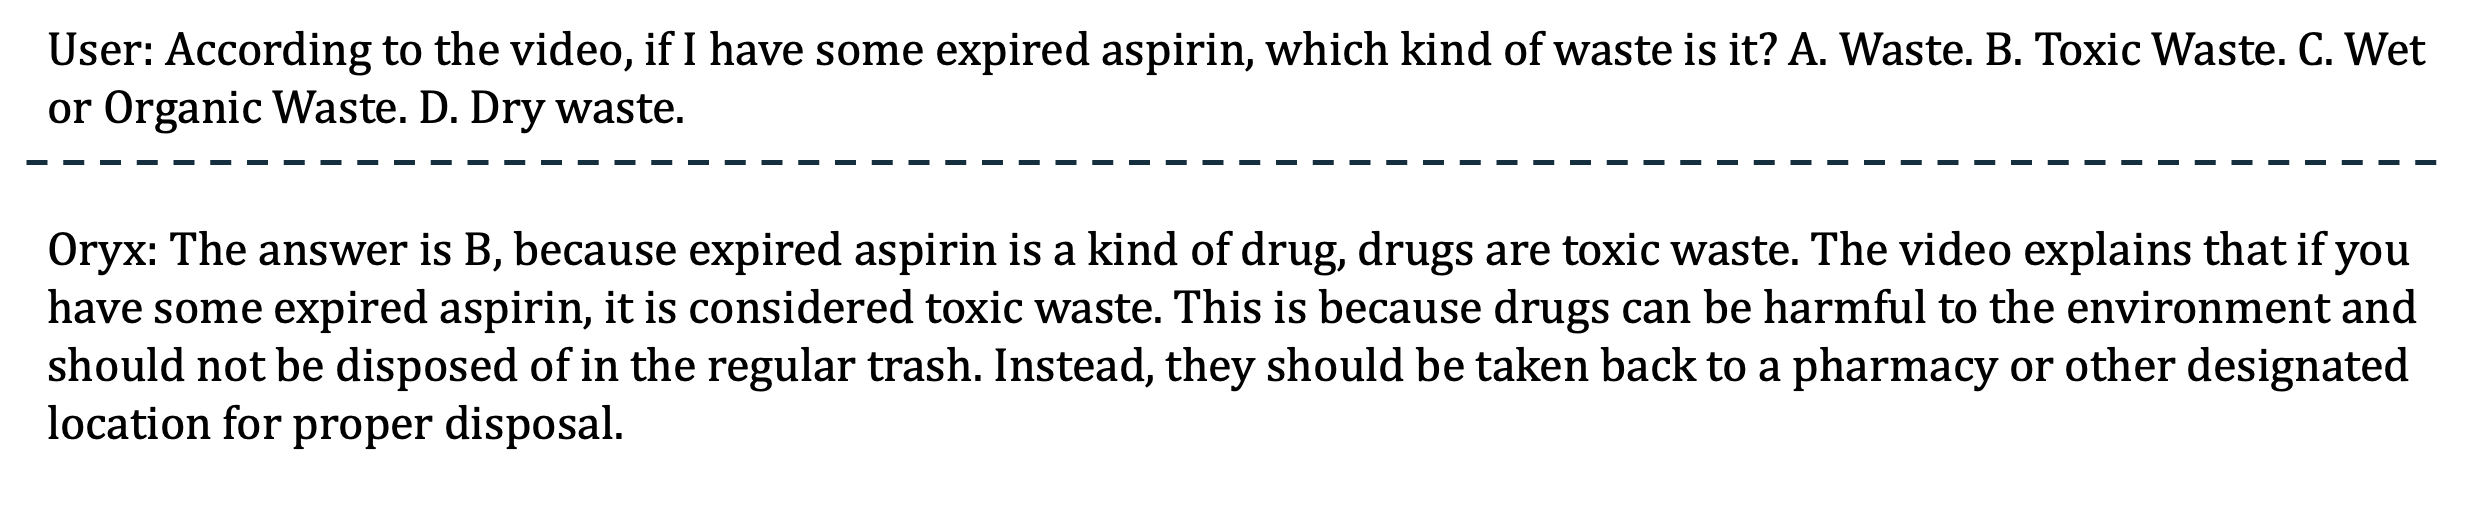 User: According to the video, if I have some expired aspirin, which kind of waste is it? A. Waste. B. Toxic Waste. C. Wet
or Organic Waste. D. Dry waste.
Oryx: The answer is B, because expired aspirin is a kind of drug, drugs are toxic waste. The video explains that if you
have some expired aspirin, it is considered toxic waste. This is because drugs can be harmful to the environment and
should not be disposed of in the regular trash. Instead, they should be taken back to a pharmacy or other designated
location for proper disposal.